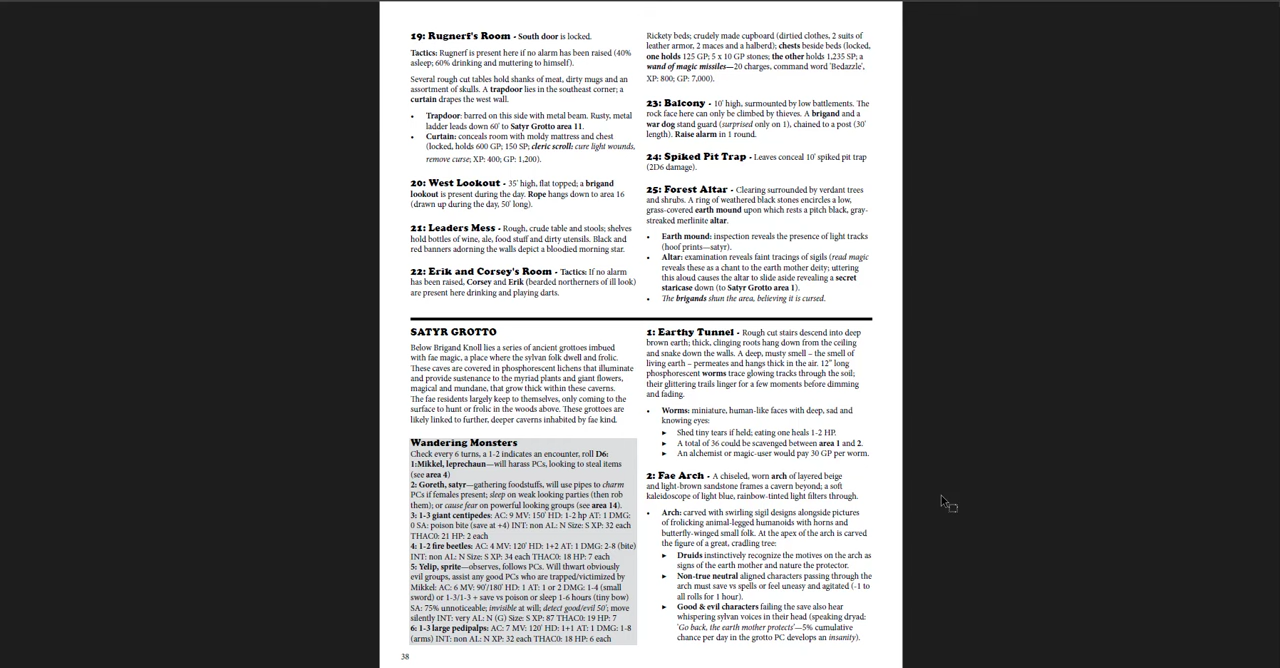 19: Rugnerf's Room - South door is locked.
Tactics: Rugnerf is present here if no alarm has been raised (40%
asleep; 60% drinking and muttering to himself).
Several rough cut tables hold shanks of meat, dirty mugs and an
assortment of skulls. A trapdoor lies in the southeast corner; a
curtain drapes the west wall.
• Trapdoor: barred on this side with metal beam. Rusty, metal
ladder leads down 60' to Satyr Grotto area 11.
• Curtain: conceals room with moldy mattress and chest
(locked, holds 600 GP; 150 SP; cleric scroll: cure light wounds,
remove curse; XP: 400; GP: 1,200).
20: West Lookout - 35' high, flat topped; a brigand
lookout is present during the day. Rope hangs down to area 16
(drawn up during the day, 50' long).
21: Leaders Mess - Rough, crude table and stools; shelves
hold bottles of wine, ale, food stuff and dirty utensils. Black and
red banners adorning the walls depict a bloodied morning star.
22: Erik and Corsey's Room - Tactics: If no alarm
has been raised, Corsey and Erik (bearded northerners of ill look)
are present here drinking and playing darts.
Rickety beds; crudely made cupboard (dirtied clothes, 2 suits of
leather armor, 2 maces and a halberd); chests beside beds (locked,
one holds 125 GP; 5 x 10 GP stones; the other holds 1,235 SP; a
wand of magic missiles—20 charges, command word 'Bedazzle',
XP: 800; GP: 7,000).
23: Balcony - 10' high, surmounted by low battlements. The
rock face here can only be climbed by thieves. A brigand and a
war dog stand guard (surprised only on 1), chained to a post (30'
length). Raise alarm in 1 round.
24: Spiked Pit Trap - Leaves conceal 10' spiked pit trap
(2D6 damage).
25: Forest Altar - Clearing surrounded by verdant trees
and shrubs. A ring of weathered black stones encircles a low,
grass-covered earth mound upon which rests a pitch black, gray-
streaked merlinite altar.
• Earth mound: inspection reveals the presence of light tracks
(hoof prints—satyr).
• Altar: examination reveals faint tracings of sigils (read magic
reveals these as a chant to the earth mother deity; uttering
this aloud causes the altar to slide aside revealing a secret
staricase down (to Satyr Grotto area 1).
• The brigands shun the area, believing it is cursed.
SATYR GROTTO
Below Brigand Knoll lies a series of ancient grottoes imbued
with fae magic, a place where the sylvan folk dwell and frolic.
These caves are covered in phosphorescent lichens that illuminate
and provide sustenance to the myriad plants and giant flowers,
magical and mundane, that grow thick within these caverns.
The fae residents largely keep to themselves, only coming to the
surface to hunt or frolic in the woods above. These grottoes are
likely linked to further, deeper caverns inhabited by fae kind.
Wandering Monsters
Check every 6 turns, a 1-2 indicates an encounter, roll D6:
1:Mikkel, leprechaun—will harass PCs, looking to steal items
(see area 4)
2: Goreth, satyr—gathering foodstuffs, will use pipes to charm
PCs if females present; sleep on weak looking parties (then rob
them); or cause fear on powerful looking groups (see area 14).
3: 1-3 giant centipedes: AC: 9 MV: 150' HD: 1-2 hp AT: 1 DMG:
0 SA: poison bite (save at +4) INT: non AL: N Size: S XP: 32 each
THAC0: 21 HP: 2 each
4: 1-2 fire beetles: AC: 4 MV: 120' HD: 1+2 AT: 1 DMG: 2-8 (bite)
INT: non AL: N Size: S XP: 34 each THAC0: 18 HP: 7 each
5: Yelip, sprite—observes, follows PCs. Will thwart obviously
evil groups, assist any good PCs who are trapped/victimized by
Mikkel: AC: 6 MV: 90'/180' HD: 1 AT: 1 or 2 DMG: 1-4 (small
sword) or 1-3/1-3 + save vs poison or sleep 1-6 hours (tiny bow)
SA: 75% unnoticeable; invisible at will; detect good/evil 50'; move
silently INT: very AL: N (G) Size: S XP: 87 THAC0: 19 HP: 7
6: 1-3 large pedipalps: AC: 7 MV: 120' HD: 1+1 AT: 1 DMG: 1-8
(arms) INT: non AL: N XP: 32 each THAC0: 18 HP: 6 each
1: Earthy Tunnel - Rough cut stairs descend into deep
brown earth; thick, clinging roots hang down from the ceiling
and snake down the walls. A deep, musty smell – the smell of
living earth – permeates and hangs thick in the air. 12" long
phosphorescent worms trace glowing tracks through the soil;
their glittering trails linger for a few moments before dimming
and fading.
• Worms: miniature, human-like faces with deep, sad and
knowing eyes:
► Shed tiny tears if held; eating one heals 1-2 HP.
► A total of 36 could be scavenged between area 1 and 2.
► An alchemist or magic-user would pay 30 GP per worm.
2: Fae Arch - A chiseled, worn arch of layered beige
and light-brown sandstone frames a cavern beyond; a soft
kaleidoscope of light blue, rainbow-tinted light filters through.
• Arch: carved with swirling sigil designs alongside pictures
of frolicking animal-legged humanoids with horns and
butterfly-winged small folk. At the apex of the arch is carved
the figure of a great, cradling tree:
► Druids instinctively recognize the motives on the arch as
signs of the earth mother and nature the protector.
► Non-true neutral aligned characters passing through the
arch must save vs spells or feel uneasy and agitated (-1 to
all rolls for 1 hour).
► Good & evil characters failing the save also hear
whispering sylvan voices in their head (speaking dryad:
'Go back, the earth mother protects'—5% cumulative
chance per day in the grotto PC develops an insanity).
38